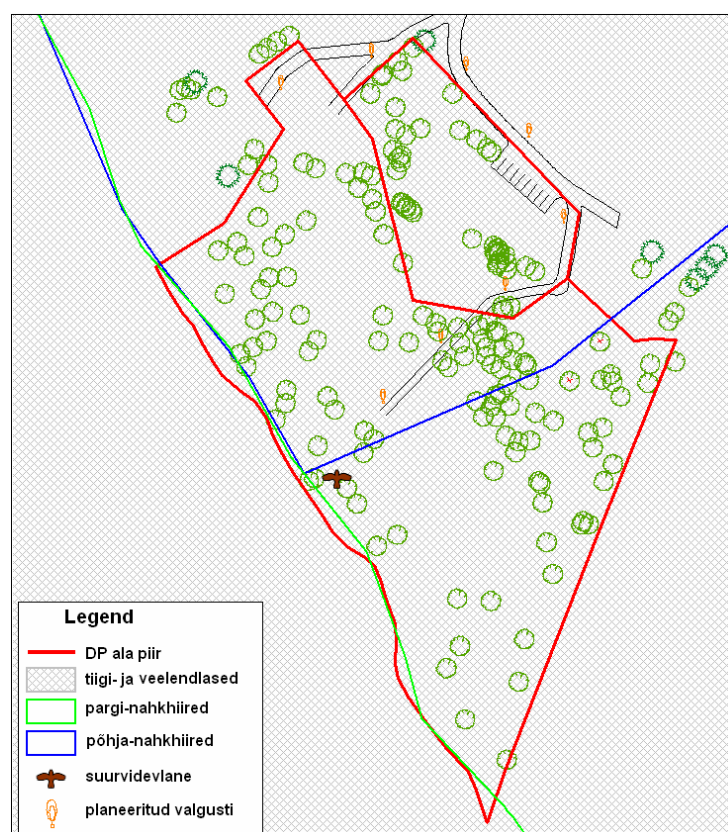 Legend
DP ala piir
tiigi- ja veelendlased
pargi-nahkhiired
põhja-nahkhiired
suurvidevlane
planeeritud valgusti